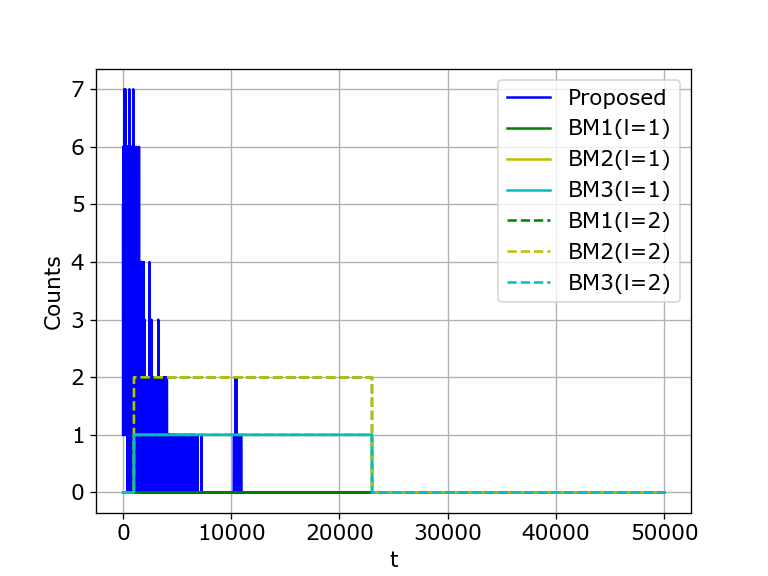 7
6
5
4
3
2
1
0
Counts
0
10000
20000
30000
40000
50000
t
Proposed
BM1(l=1)
BM2(l=1)
BM3(l=1)
BM1(l=2)
BM2(l=2)
BM3(l=2)